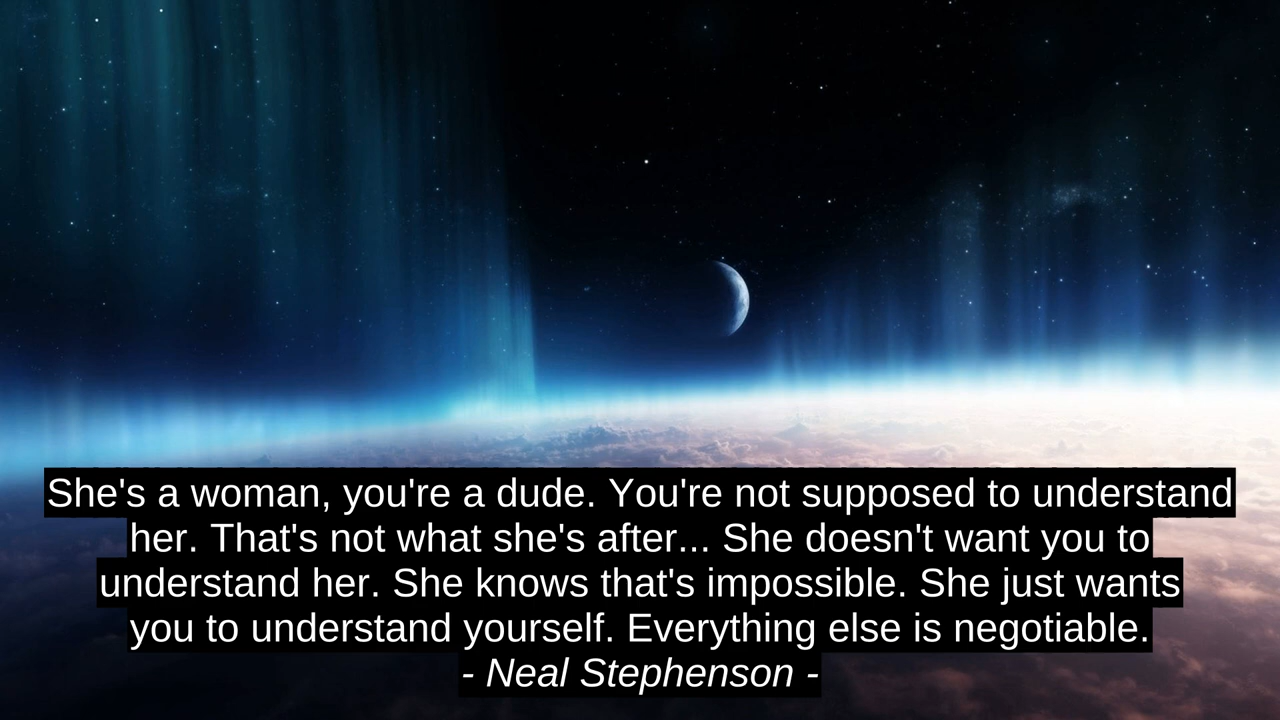 She's a woman, you're a dude. You're not supposed to understand
her. That's not what she's after... She doesn't want you to
understand her. She knows that's impossible. She just wants
you to understand yourself. Everything else is negotiable.
- Neal Stephenson -